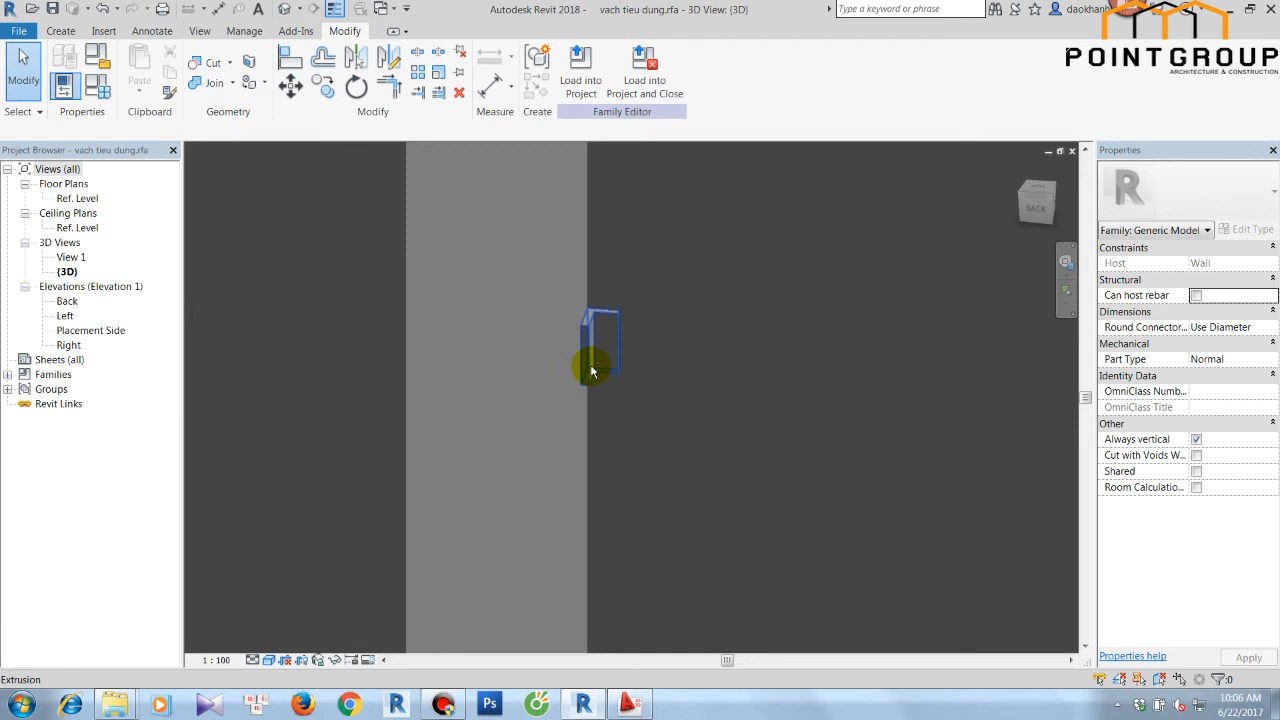 Autodesk Revit 2018 - vach tieu dung.rfa - 3D View: {3D}
Type a keyword or phrase
daokhanh
File Create Insert Annotate View Manage Add-Ins Modify
POINTGROUP
ARCHITECTURE & CONSTRUCTION
Modify
Paste
Cut
Join
Load into
Project
Load into
Project and Close
Select Properties Clipboard Geometry Modify Measure Create Family Editor
Project Browser - vach tieu dung.rfa
Views (all)
Floor Plans
Ref. Level
Ceiling Plans
Ref. Level
3D Views
View 1
{3D}
Elevations (Elevation 1)
Back
Left
Placement Side
Right
Sheets (all)
Families
Groups
Revit Links
BACK
Properties
R
Family: Generic Model Edit Type
Constraints
Host Wall
Structural
Can host rebar
Dimensions
Round Connector... Use Diameter
Mechanical
Part Type Normal
Identity Data
OmniClass Numb...
OmniClass Title
Other
Always vertical
Cut with Voids W...
Shared
Room Calculatio...
Properties help Apply
1 : 100
Extrusion
:0
Ps
10:06 AM
6/22/2017